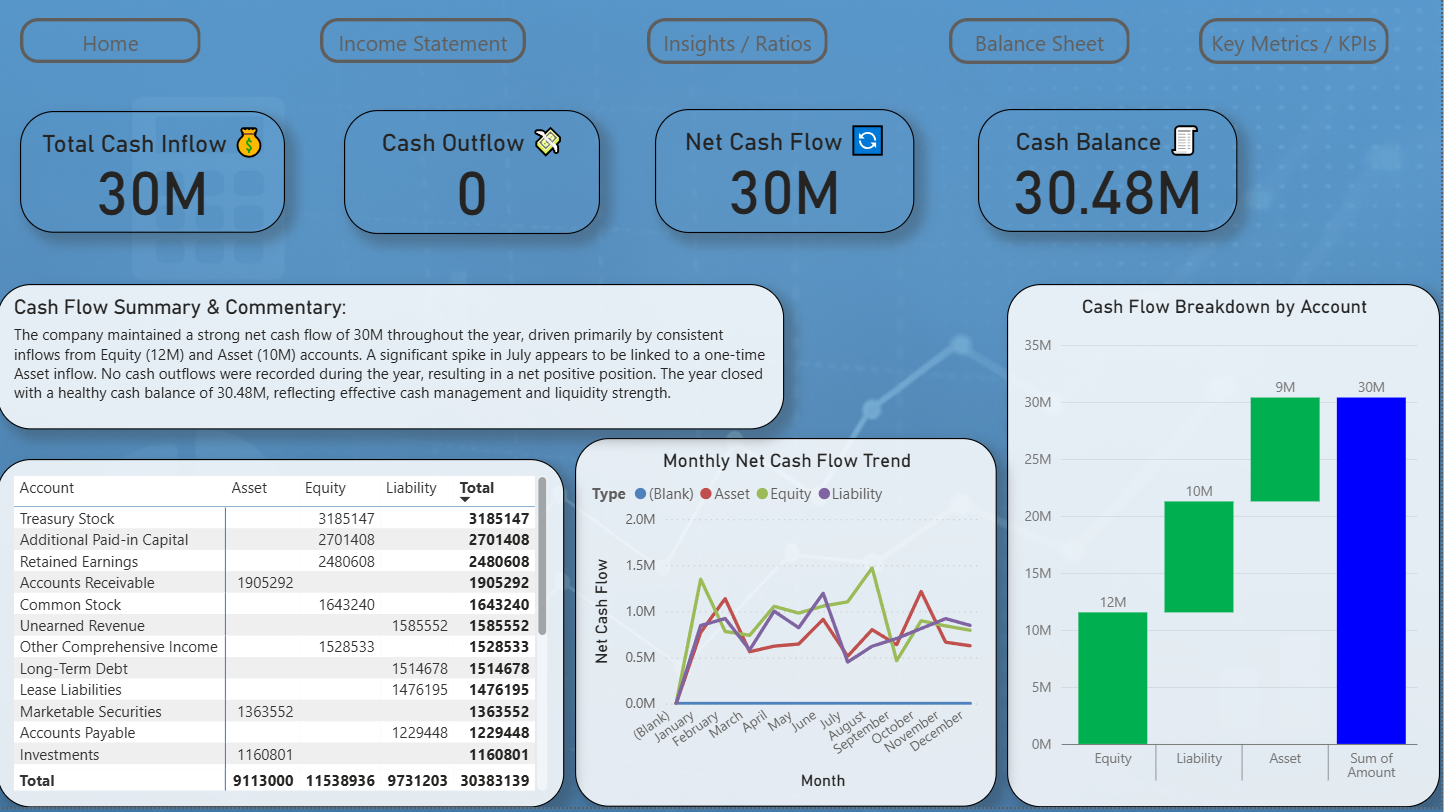 Home
Income Statement
Insights / Ratios
Balance Sheet
Key Metrics / KPIs
Total Cash Inflow
30M
Cash Outflow
0
Net Cash Flow
30M
Cash Balance
30.48M
Cash Flow Summary & Commentary:
The company maintained a strong net cash flow of 30M throughout the year, driven primarily by consistent
inflows from Equity (12M) and Asset (10M) accounts. A significant spike in July appears to be linked to a one-time
Asset inflow. No cash outflows were recorded during the year, resulting in a net positive position. The year closed
with a healthy cash balance of 30.48M, reflecting effective cash management and liquidity strength.
Account Asset Equity Liability Total
Treasury Stock 3185147 3185147
Additional Paid-in Capital 2701408 2701408
Retained Earnings 2480608 2480608
Accounts Receivable 1905292 1905292
Common Stock 1643240 1643240
Unearned Revenue 1585552 1585552
Other Comprehensive Income 1528533 1528533
Long-Term Debt 1514678 1514678
Lease Liabilities 1476195 1476195
Marketable Securities 1363552 1363552
Accounts Payable 1229448 1229448
Investments 1160801 1160801
Total 9113000 11538936 9731203 30383139
Monthly Net Cash Flow Trend
Type (Blank) Asset Equity Liability
Net Cash Flow
2.0M
1.5M
1.0M
0.5M
0.0M
(Blank)
January
February
March
April
May
June
July
August
September
October
November
December
Month
Cash Flow Breakdown by Account
35M
30M
25M
20M
15M
10M
5M
0M
12M
10M
9M
30M
Equity
Liability
Asset
Sum of
Amount